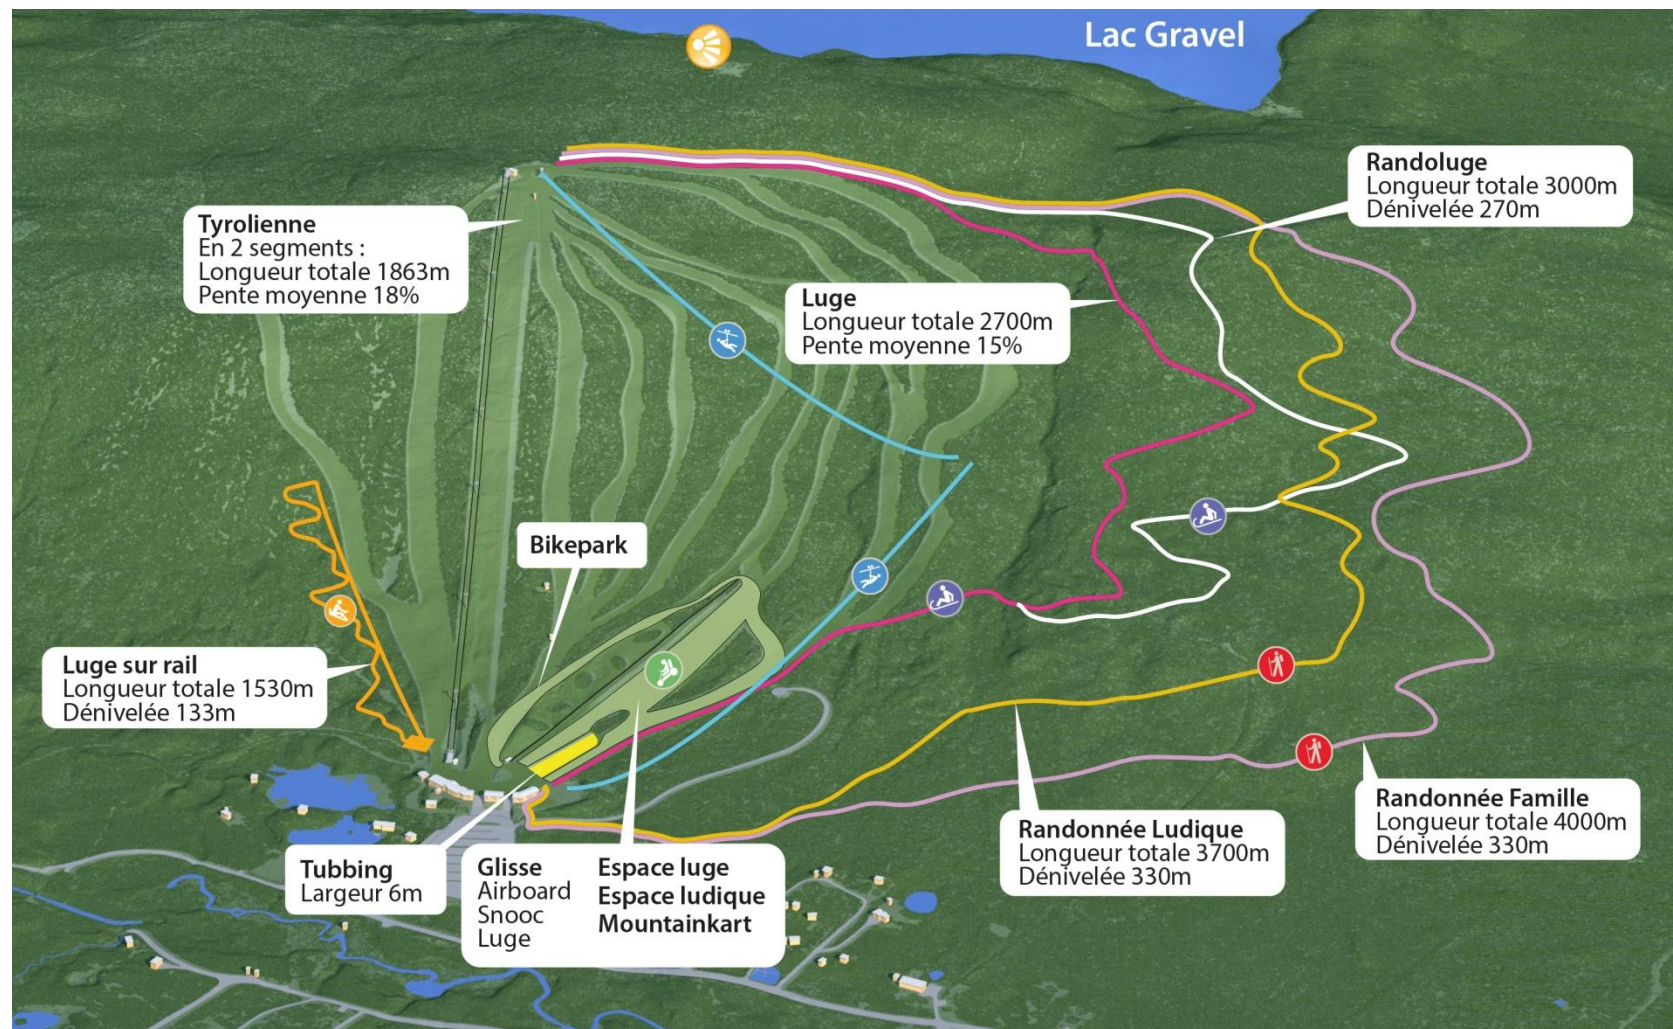 Lac Gravel
Randoluge
Longueur totale 3000m
Dénivelée 270m
Tyrolienne
En 2 segments :
Longueur totale 1863m
Pente moyenne 18%
Luge
Longueur totale 2700m
Pente moyenne 15%
Bikepark
Luge sur rail
Longueur totale 1530m
Dénivelée 133m
Randonnée Famille
Longueur totale 4000m
Dénivelée 330m
Randonnée Ludique
Longueur totale 3700m
Dénivelée 330m
Tubbing
Largeur 6m
Glisse
Airboard
Snooc
Luge
Espace luge
Espace ludique
Mountainkart